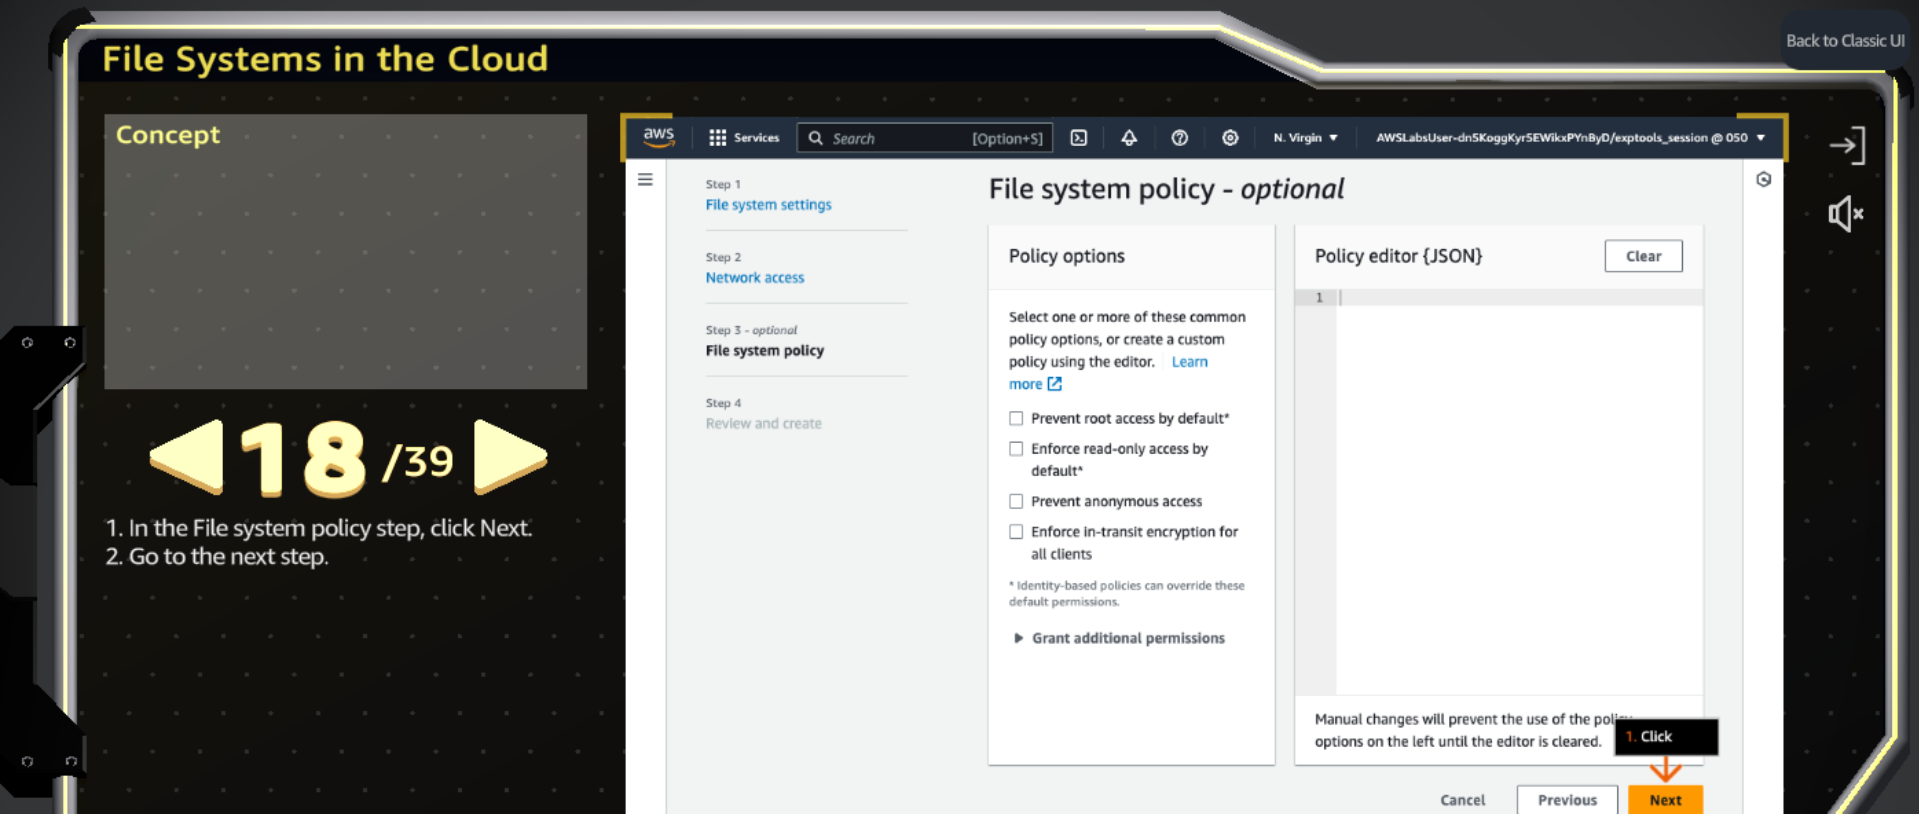 Back to Classic UI
File Systems in the Cloud
Concept
18 /39
1. In the File system policy step, click Next.
2. Go to the next step.
aws
Services
Search
[Option+S]
N. Virgin
AWSLabsUser-dn5KoggKyr5EWikxPYnByD/exptools_session @ 050
Step 1
File system settings
Step 2
Network access
Step 3 - optional
File system policy
Step 4
Review and create
File system policy - optional
Policy options
Select one or more of these common
policy options, or create a custom
policy using the editor. Learn
more
Prevent root access by default*
Enforce read-only access by
default*
Prevent anonymous access
Enforce in-transit encryption for
all clients
* Identity-based policies can override these
default permissions.
Grant additional permissions
Policy editor {JSON}
Clear
1
Manual changes will prevent the use of the policy
options on the left until the editor is cleared.
1. Click
Cancel
Previous
Next